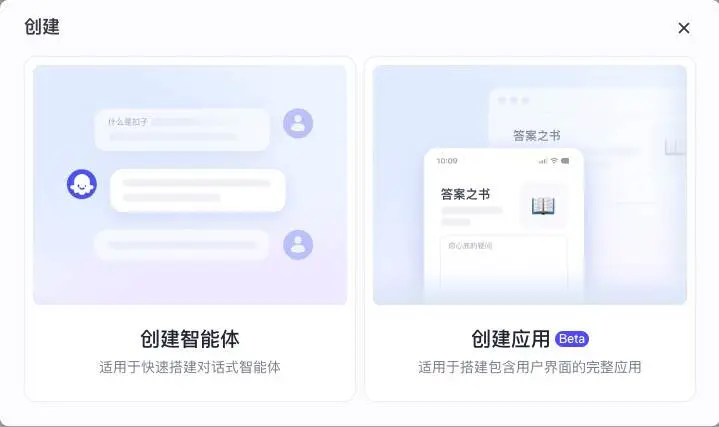 创建
什么是扣子
答案之书
10:09
答案之书
你心底的疑问
创建智能体
适用于快速搭建对话式智能体
创建应用 Beta
适用于搭建包含用户界面的完整应用